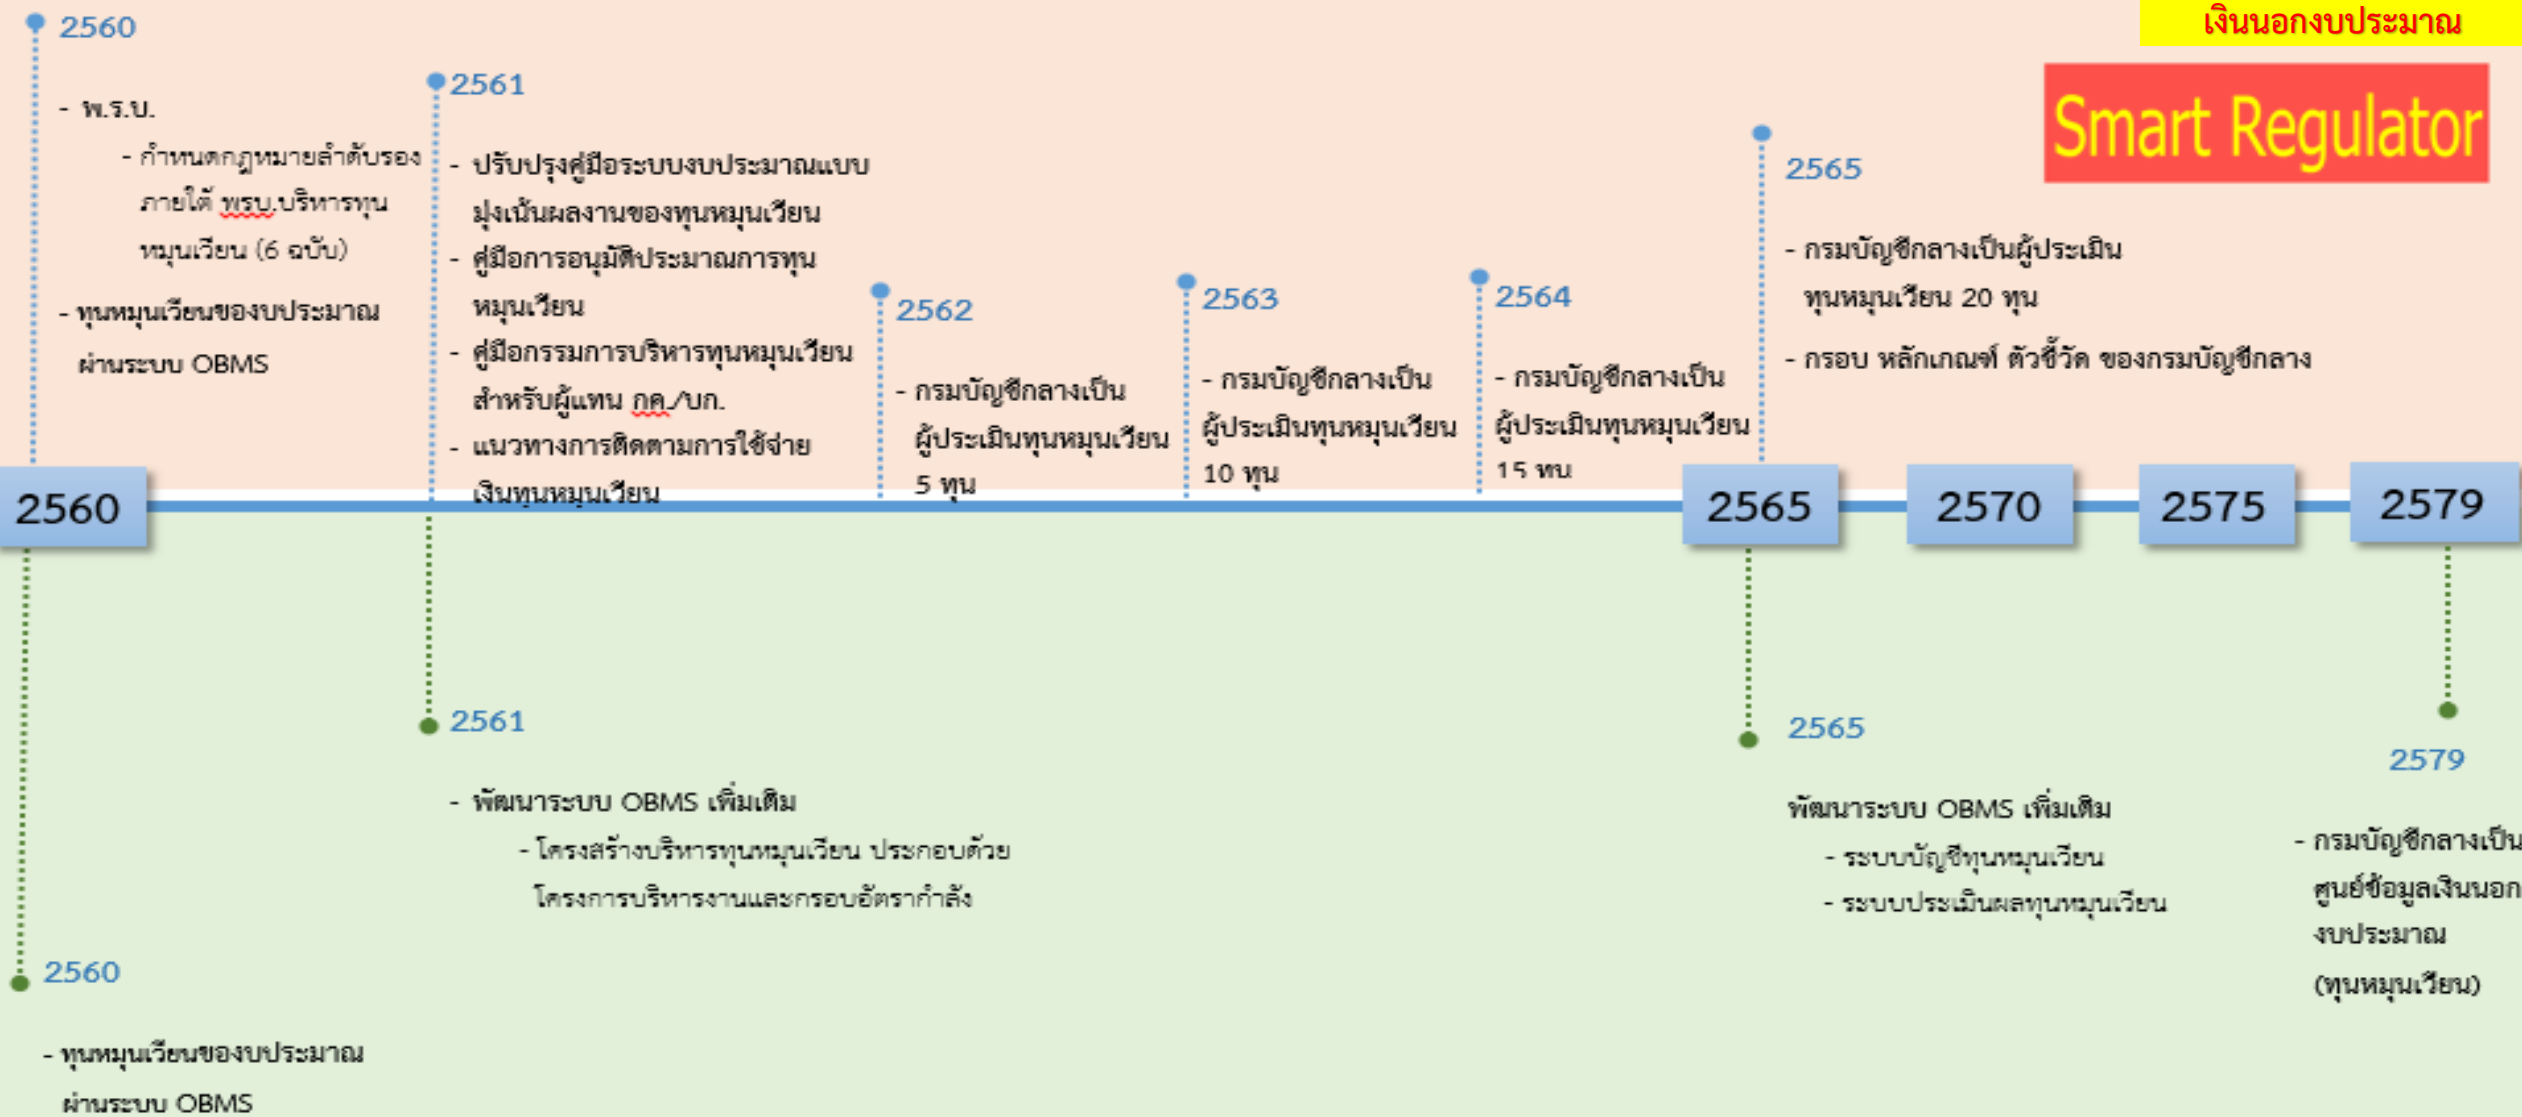 เงินนอกงบประมาณ
Smart Regulator
2560
- พ.ร.บ.
- กำหนดกฎหมายลำดับรอง
ภายใต้ พรบ.บริหารทุน
หมุนเวียน (6 ฉบับ)
- ทุนหมุนเวียนของบประมาณ
ผ่านระบบ OBMS
2561
- ปรับปรุงคู่มือระบบงบประมาณแบบ
มุ่งเน้นผลงานของทุนหมุนเวียน
- คู่มือการอนุมัติประมาณการทุน
หมุนเวียน
- คู่มือกรรมการบริหารทุนหมุนเวียน
สำหรับผู้แทน กค./บก.
- แนวทางการติดตามการใช้จ่าย
เงินทุนหมุนเวียน
2562
- กรมบัญชีกลางเป็น
ผู้ประเมินทุนหมุนเวียน
5 ทุน
2563
- กรมบัญชีกลางเป็น
ผู้ประเมินทุนหมุนเวียน
10 ทุน
2564
- กรมบัญชีกลางเป็น
ผู้ประเมินทุนหมุนเวียน
15 ทุน
2565
- กรมบัญชีกลางเป็นผู้ประเมิน
ทุนหมุนเวียน 20 ทุน
- กรอบ หลักเกณฑ์ ตัวชี้วัด ของกรมบัญชีกลาง
2560
2565
2570
2575
2579
2560
- ทุนหมุนเวียนของบประมาณ
ผ่านระบบ OBMS
2561
- พัฒนาระบบ OBMS เพิ่มเติม
- โครงสร้างบริหารทุนหมุนเวียน ประกอบด้วย
โครงการบริหารงานและกรอบอัตรากำลัง
2565
พัฒนาระบบ OBMS เพิ่มเติม
- ระบบบัญชีทุนหมุนเวียน
- ระบบประเมินผลทุนหมุนเวียน
2579
- กรมบัญชีกลางเป็น
ศูนย์ข้อมูลเงินนอก
งบประมาณ
(ทุนหมุนเวียน)